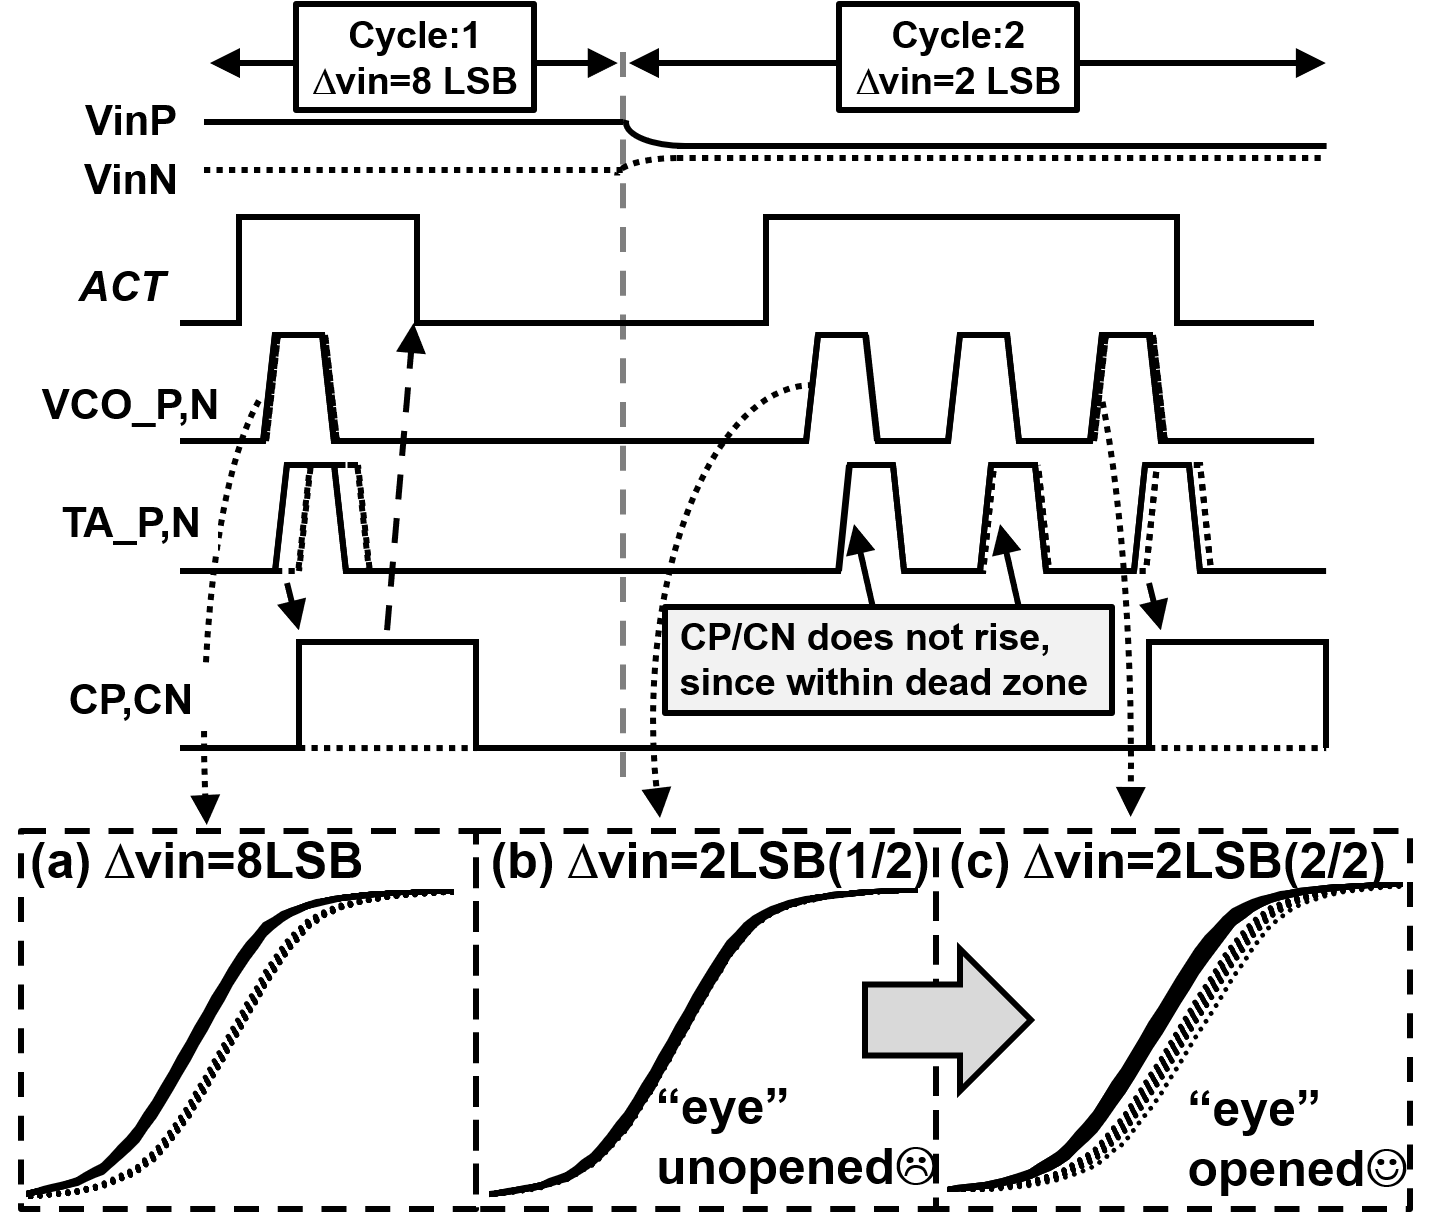 Cycle:1
Δvin=8 LSB
Cycle:2
Δvin=2 LSB
VinP
VinN
ACT
VCO_P,N
TA_P,N
CP/CN does not rise,
since within dead zone
CP,CN
(a) Δvin=8LSB
(b) Δvin=2LSB(1/2)
(c) Δvin=2LSB(2/2)
“eye”
unopened☹
“eye”
opened☺